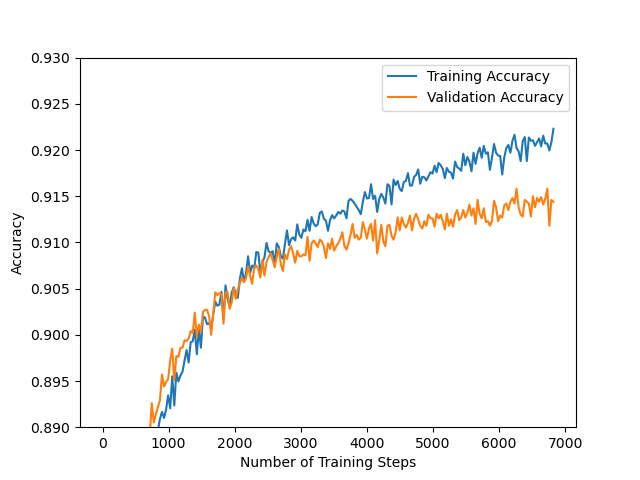 0.930
0.925
0.920
0.915
0.910
0.905
0.900
0.895
0.890
Accuracy
Training Accuracy
Validation Accuracy
0 1000 2000 3000 4000 5000 6000 7000
Number of Training Steps